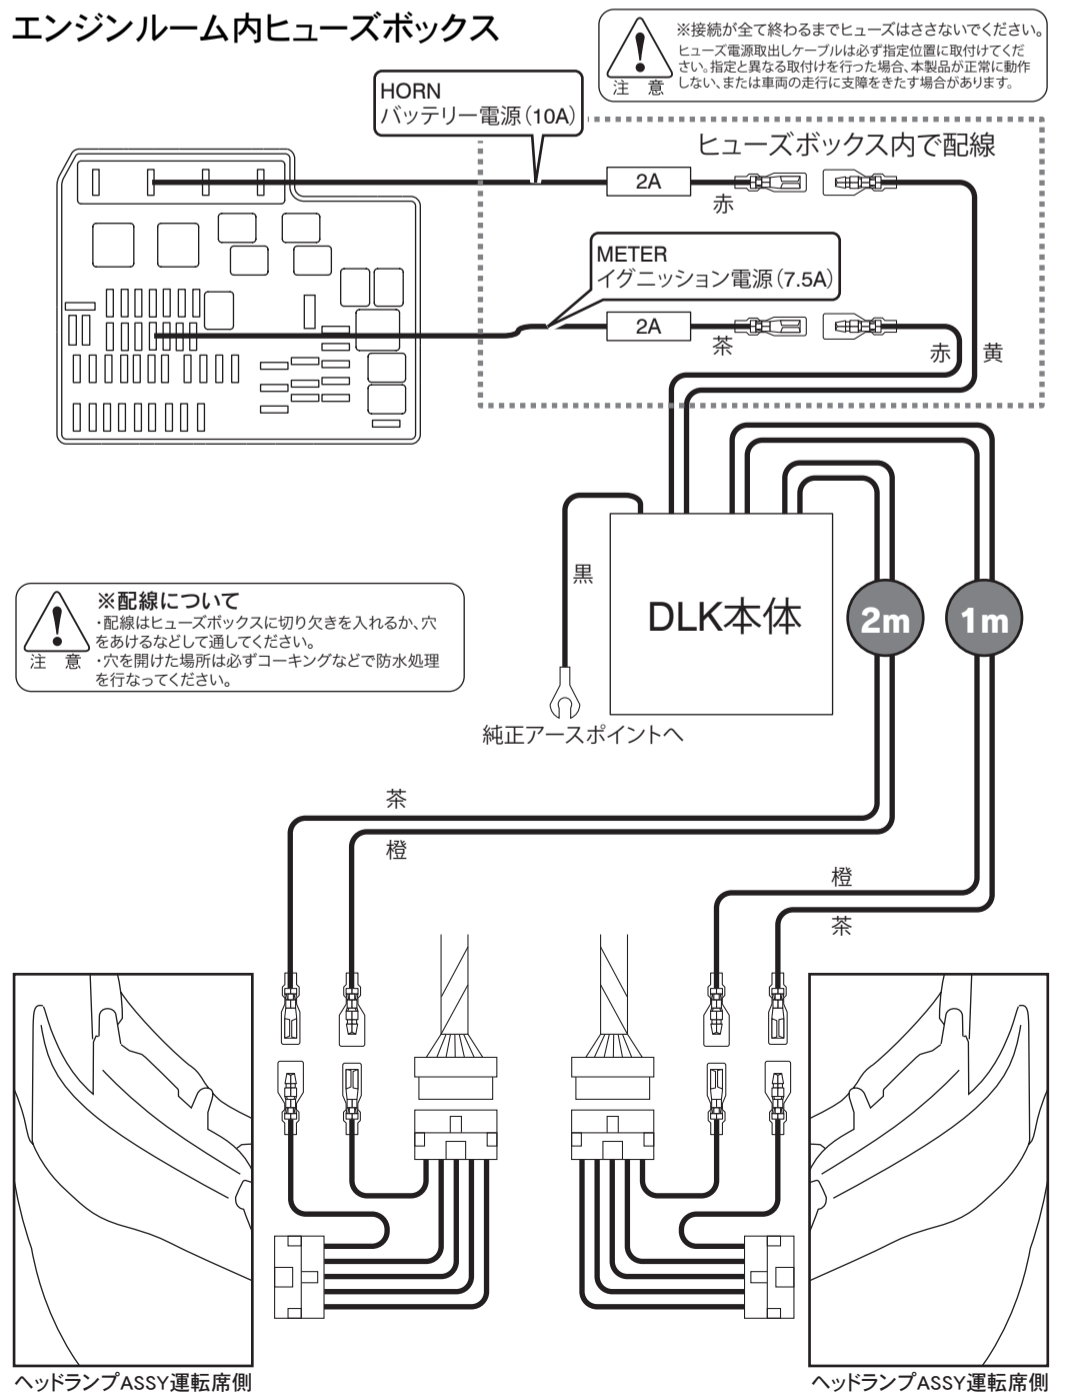 エンジンルーム内ヒューズボックス
※接続が全て終わるまでヒューズはささないでください。
ヒューズ電源取出しケーブルは必ず指定位置に取付けてくだ
さい。指定と異なる取付けを行った場合、本製品が正常に動作
しない、または車両の走行に支障をきたす場合があります。
注 意
HORN
バッテリー電源（10A）
ヒューズボックス内で配線
2A
赤
METER
イグニッション電源（7.5A）
2A
茶
赤
黄
黒
DLK本体
2m
1m
※配線について
・配線はヒューズボックスに切り欠きを入れるか、穴
をあけるなどして通してください。
・穴を開けた場所は必ずコーキングなどで防水処理
を行なってください。
注 意
純正アースポイントへ
茶
橙
橙
茶
ヘッドランプASSY運転席側
ヘッドランプASSY運転席側